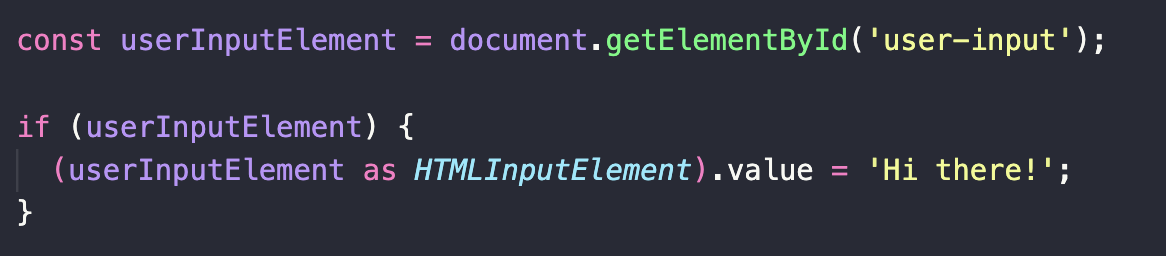 const userInputElement = document.getElementById('user-input');
if (userInputElement) {
(userInputElement as HTMLInputElement).value = 'Hi there!';
}